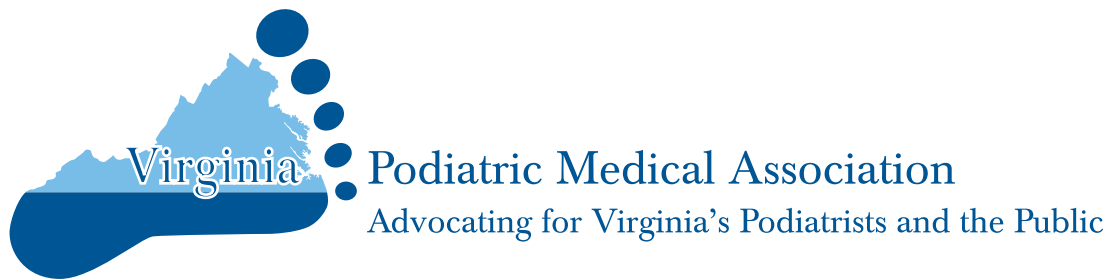 Virginia Podiatric Medical Association
Advocating for Virginia’s Podiatrists and the Public